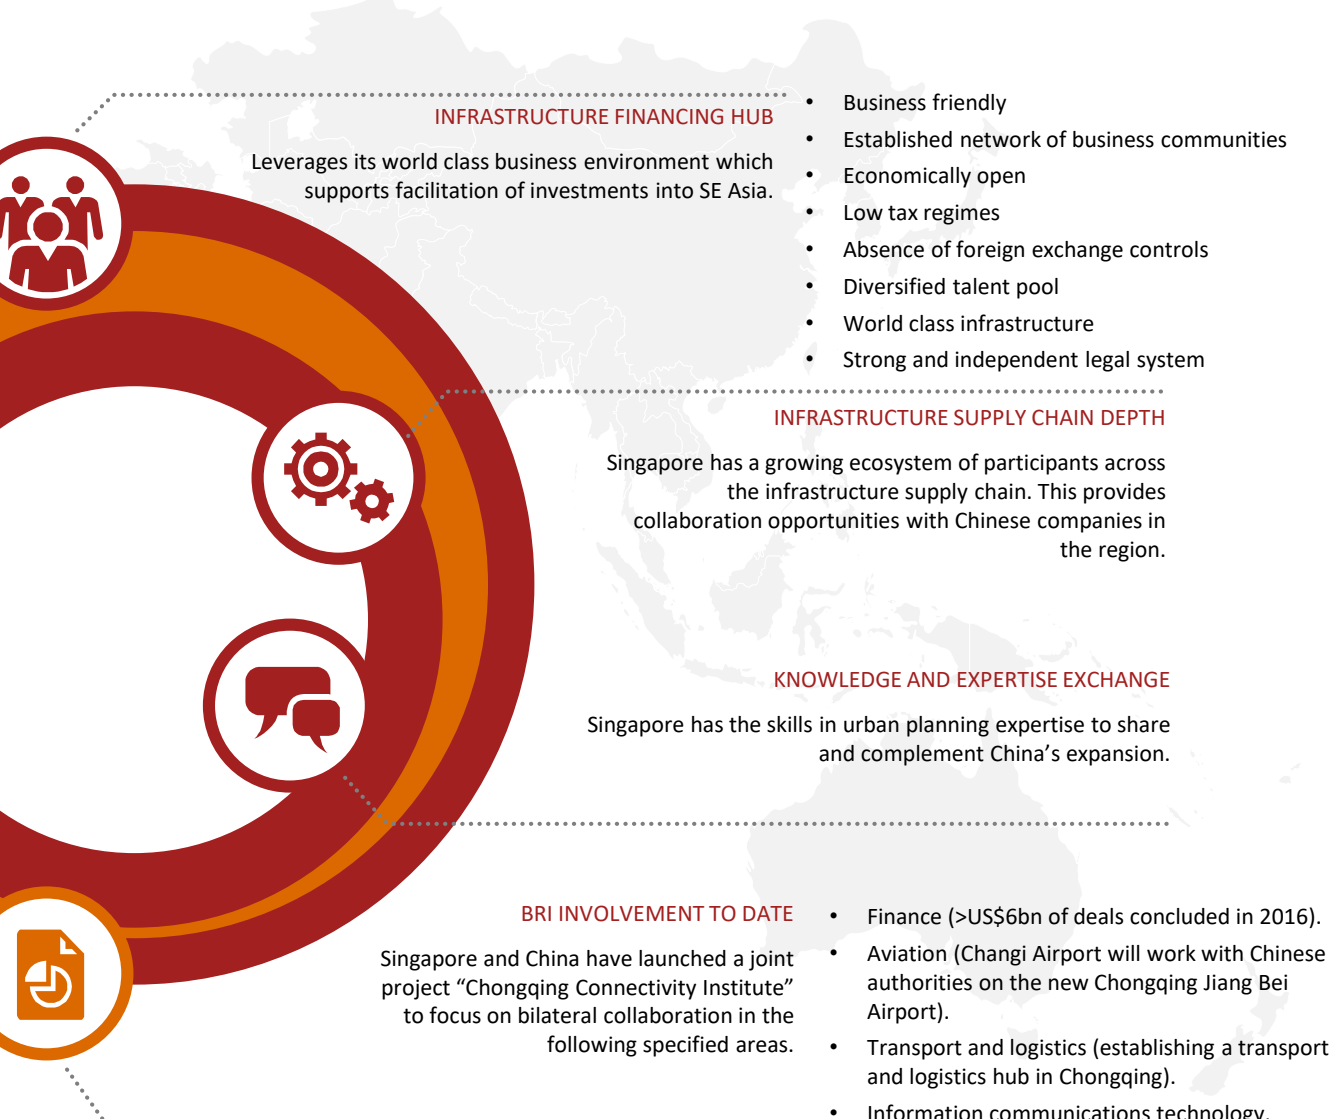 INFRASTRUCTURE FINANCING HUB
Leverages its world class business environment which
supports facilitation of investments into SE Asia.
• Business friendly
• Established network of business communities
• Economically open
• Low tax regimes
• Absence of foreign exchange controls
• Diversified talent pool
• World class infrastructure
• Strong and independent legal system
INFRASTRUCTURE SUPPLY CHAIN DEPTH
Singapore has a growing ecosystem of participants across
the infrastructure supply chain. This provides
collaboration opportunities with Chinese companies in
the region.
KNOWLEDGE AND EXPERTISE EXCHANGE
Singapore has the skills in urban planning expertise to share
and complement China’s expansion.
BRI INVOLVEMENT TO DATE
Singapore and China have launched a joint
project “Chongqing Connectivity Institute”
to focus on bilateral collaboration in the
following specified areas.
• Finance (>US$6bn of deals concluded in 2016).
• Aviation (Changi Airport will work with Chinese
authorities on the new Chongqing Jiang Bei
Airport).
• Transport and logistics (establishing a transport
and logistics hub in Chongqing).
• Information communications technology.